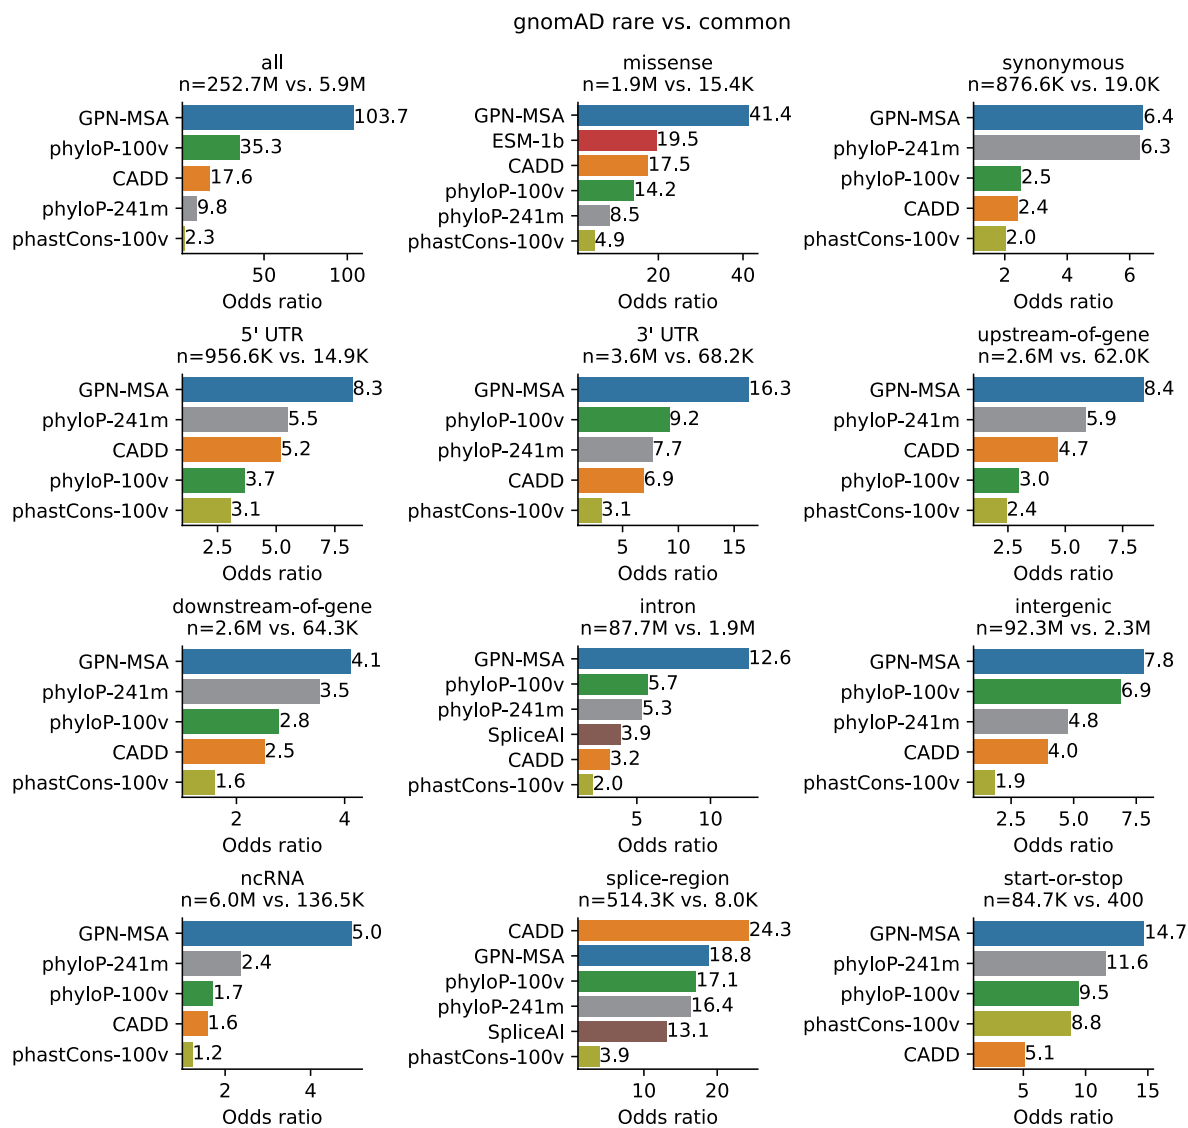 gnomAD rare vs. common
all
n=252.7M vs. 5.9M
GPN-MSA 103.7
phyloP-100v 35.3
CADD 17.6
phyloP-241m 9.8
phastCons-100v 2.3
50 100
Odds ratio
missense
n=1.9M vs. 15.4K
GPN-MSA 41.4
ESM-1b 19.5
CADD 17.5
phyloP-100v 14.2
phyloP-241m 8.5
phastCons-100v 4.9
20 40
Odds ratio
synonymous
n=876.6K vs. 19.0K
GPN-MSA 6.4
phyloP-241m 6.3
phyloP-100v 2.5
CADD 2.4
phastCons-100v 2.0
2 4 6
Odds ratio
5' UTR
n=956.6K vs. 14.9K
GPN-MSA 8.3
phyloP-241m 5.5
CADD 5.2
phyloP-100v 3.7
phastCons-100v 3.1
2.5 5.0 7.5
Odds ratio
3' UTR
n=3.6M vs. 68.2K
GPN-MSA 16.3
phyloP-100v 9.2
phyloP-241m 7.7
CADD 6.9
phastCons-100v 3.1
5 10 15
Odds ratio
upstream-of-gene
n=2.6M vs. 62.0K
GPN-MSA 8.4
phyloP-241m 5.9
CADD 4.7
phyloP-100v 3.0
phastCons-100v 2.4
2.5 5.0 7.5
Odds ratio
downstream-of-gene
n=2.6M vs. 64.3K
GPN-MSA 4.1
phyloP-241m 3.5
phyloP-100v 2.8
CADD 2.5
phastCons-100v 1.6
2 4
Odds ratio
intron
n=87.7M vs. 1.9M
GPN-MSA 12.6
phyloP-100v 5.7
phyloP-241m 5.3
SpliceAI 3.9
CADD 3.2
phastCons-100v 2.0
5 10
Odds ratio
intergenic
n=92.3M vs. 2.3M
GPN-MSA 7.8
phyloP-100v 6.9
phyloP-241m 4.8
CADD 4.0
phastCons-100v 1.9
2.5 5.0 7.5
Odds ratio
ncRNA
n=6.0M vs. 136.5K
GPN-MSA 5.0
phyloP-241m 2.4
phyloP-100v 1.7
CADD 1.6
phastCons-100v 1.2
2 4
Odds ratio
splice-region
n=514.3K vs. 8.0K
CADD 24.3
GPN-MSA 18.8
phyloP-100v 17.1
phyloP-241m 16.4
SpliceAI 13.1
phastCons-100v 3.9
10 20
Odds ratio
start-or-stop
n=84.7K vs. 400
GPN-MSA 14.7
phyloP-241m 11.6
phyloP-100v 9.5
phastCons-100v 8.8
CADD 5.1
5 10 15
Odds ratio